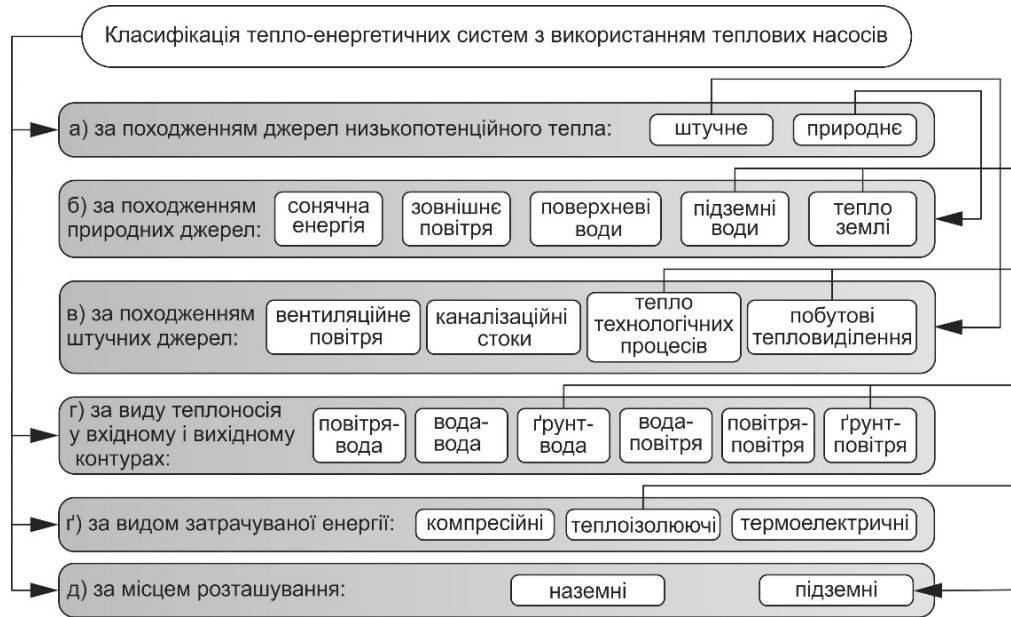 Класифікація тепло-енергетичних систем з використанням теплових насосів
а) за походженням джерел низькопотенційного тепла:
штучне
природнє
б) за походженням
природних джерел:
сонячна
енергія
зовнішнє
повітря
поверхневі
води
підземні
води
тепло
землі
в) за походженням
штучних джерел:
вентиляційне
повітря
каналізаційні
стоки
тепло
технологічних
процесів
побутові
тепловиділення
г) за виду теплоносія
у вхідному і вихідному
контурах:
повітря-
вода
вода-
вода
ґрунт-
вода
вода-
повітря
повітря-
повітря
ґрунт-
повітря
ґ) за видом затрачуваної енергії:
компресійні
теплоізолюючі
термоелектричні
д) за місцем розташування:
наземні
підземні